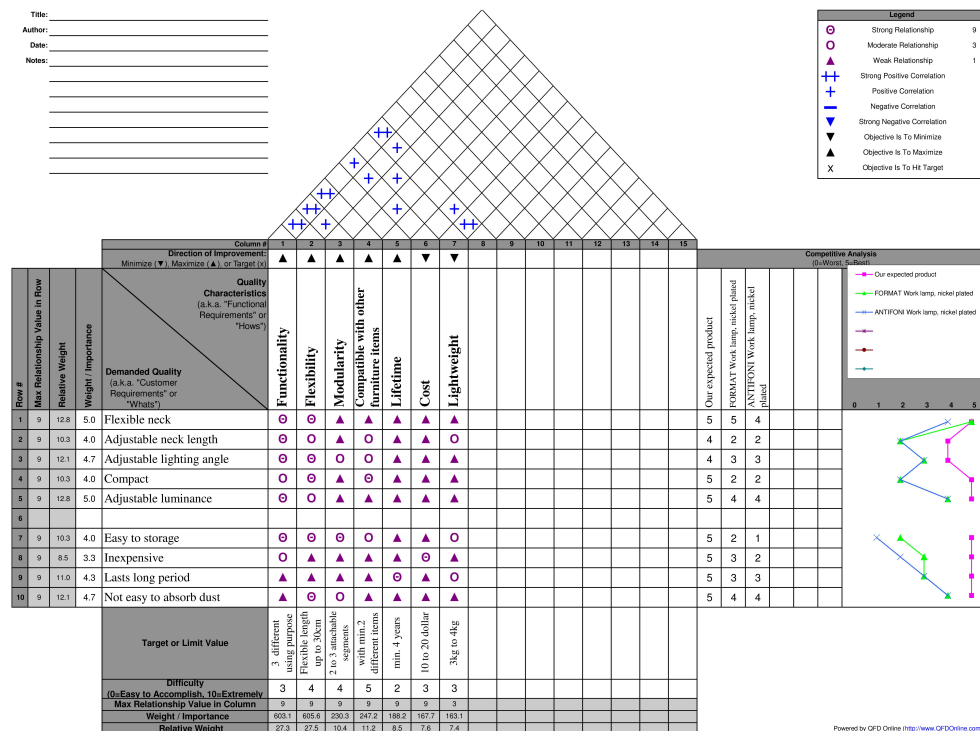 Title:
Author:
Date:
Notes:
Legend
Strong Relationship 9
Moderate Relationship 3
Weak Relationship 1
Strong Positive Correlation
Positive Correlation
Negative Correlation
Strong Negative Correlation
Objective Is To Minimize
Objective Is To Maximize
X Objective Is To Hit Target
Column # 1 2 3 4 5 6 7 8 9 10 11 12 13 14 15
Direction of Improvement:
Minimize (▼), Maximize (▲), or Target (x)
Competitive Analysis
(0=Worst, 5=Best)
Row #
Max Relationship Value in Row
Relative Weight
Weight / Importance
Quality
Characteristics
(a.k.a. "Functional
Requirements" or
"Hows")
Demanded Quality
(a.k.a. "Customer
Requirements" or
"Whats")
Functionality
Flexibility
Modularity
Compatible with other
furniture items
Lifetime
Cost
Lightweight
Our expected product
FORMAT Work lamp, nickel plated
ANTIFONI Work lamp, nickel
plated
Our expected product
FORMAT Work lamp, nickel plated
ANTIFONI Work lamp, nickel plated
0 1 2 3 4 5
1 9 12.8 5.0 Flexible neck Θ Θ ▲ ▲ ▲ ▲ ▲ 5 5 4
2 9 10.3 4.0 Adjustable neck length Θ O ▲ O ▲ ▲ O 4 2 2
3 9 12.1 4.7 Adjustable lighting angle Θ Θ O O ▲ ▲ ▲ 4 3 3
4 9 10.3 4.0 Compact Θ O ▲ Θ ▲ ▲ ▲ 5 2 2
5 9 12.8 5.0 Adjustable luminance Θ O ▲ ▲ ▲ ▲ ▲ 5 4 4
6
7 9 10.3 4.0 Easy to storage Θ Θ Θ O ▲ ▲ O 5 2 1
8 9 8.5 3.3 Inexpensive O ▲ ▲ ▲ ▲ Θ ▲ 5 3 2
9 9 11.0 4.3 Lasts long period ▲ ▲ ▲ ▲ Θ ▲ O 5 3 3
10 9 12.1 4.7 Not easy to absorb dust ▲ Θ O ▲ ▲ ▲ ▲ 5 4 4
Target or Limit Value
3 different
using purpose
Flexible length
up to 30cm
2 to 3 attachable
segments
with min.2
different items
min. 4 years
10 to 20 dollar
3kg to 4kg
Difficulty
(0=Easy to Accomplish, 10=Extremely
3 4 4 5 2 3 3
Max Relationship Value in Column 9 9 9 9 9 9 3
Weight / Importance 603.1 605.6 230.3 247.2 188.2 167.7 163.1
Relative Weight 27.3 27.5 10.4 11.2 8.5 7.6 7.4
Powered by QFD Online (http://www.QFDOnline.com